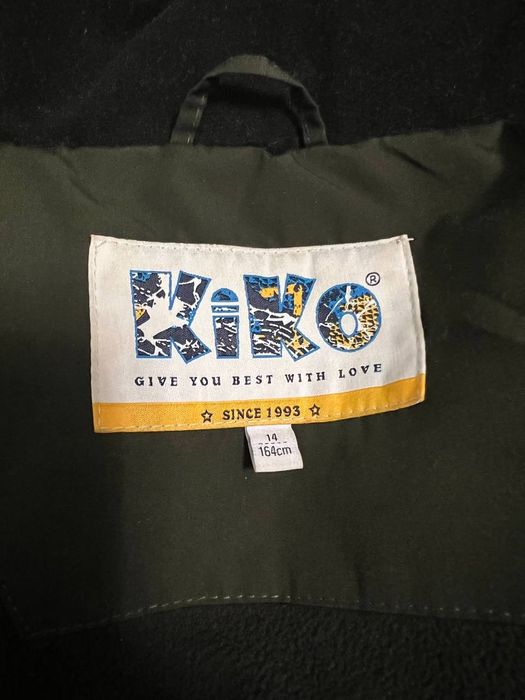 KiKo ®
GIVE YOU BEST WITH LOVE
☆ SINCE 1993 ☆
14
164cm